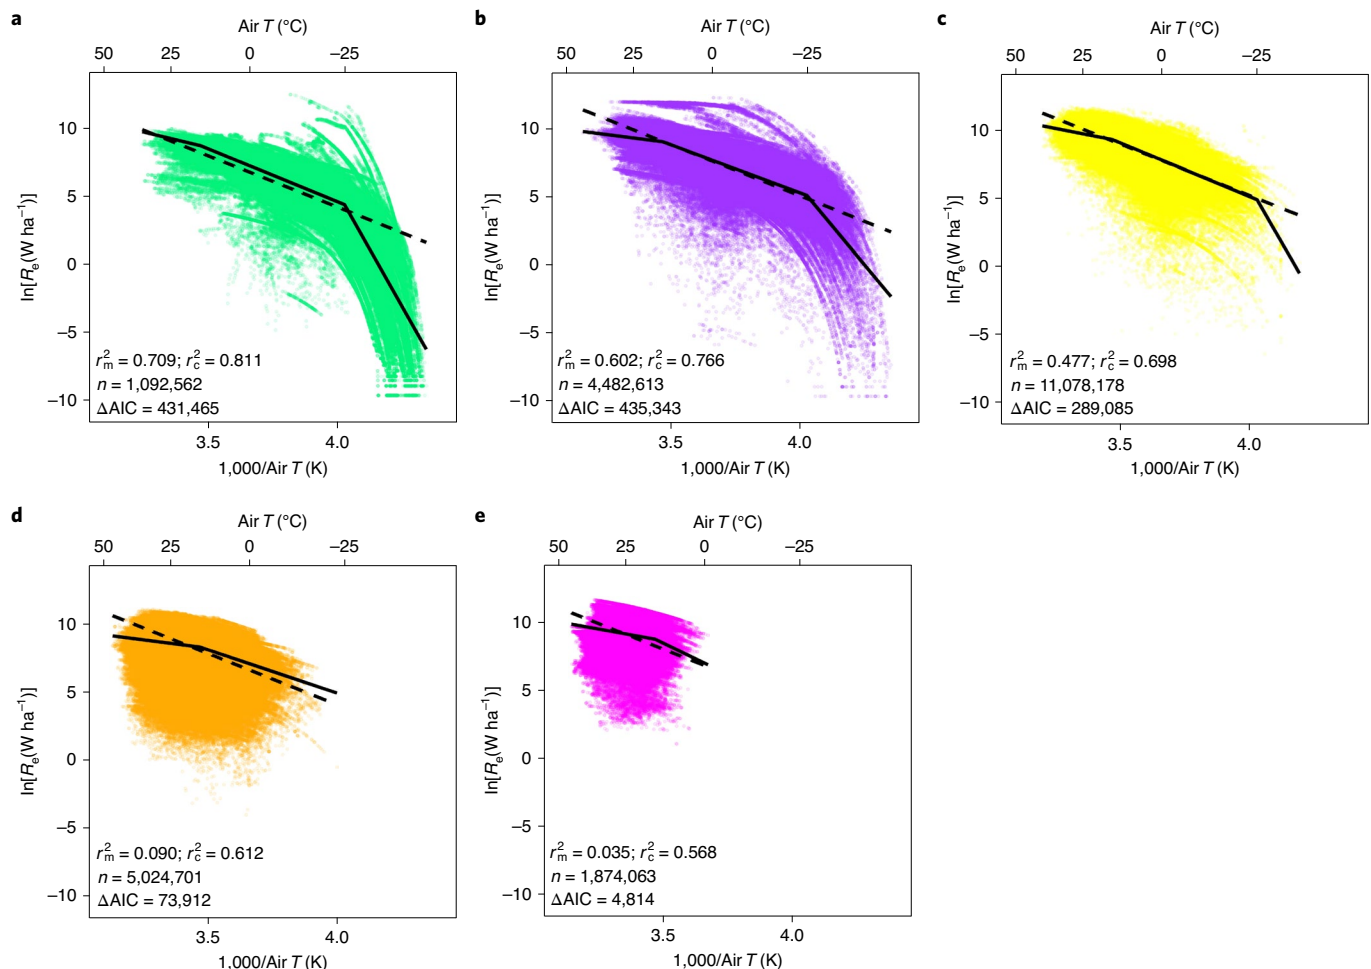 a
Air T (°C)
50 25 0 −25
ln[Re(W ha−1)]
10
5
0
−5
−10
r2m = 0.709; r2c = 0.811
n = 1,092,562
ΔAIC = 431,465
3.5 4.0
1,000/Air T (K)
b
Air T (°C)
50 25 0 −25
ln[Re(W ha−1)]
10
5
0
−5
−10
r2m = 0.602; r2c = 0.766
n = 4,482,613
ΔAIC = 435,343
3.5 4.0
1,000/Air T (K)
c
Air T (°C)
50 25 0 −25
ln[Re(W ha−1)]
10
5
0
−5
−10
r2m = 0.477; r2c = 0.698
n = 11,078,178
ΔAIC = 289,085
3.5 4.0
1,000/Air T (K)
d
Air T (°C)
50 25 0 −25
ln[Re(W ha−1)]
10
5
0
−5
−10
r2m = 0.090; r2c = 0.612
n = 5,024,701
ΔAIC = 73,912
3.5 4.0
1,000/Air T (K)
e
Air T (°C)
50 25 0 −25
ln[Re(W ha−1)]
10
5
0
−5
−10
r2m = 0.035; r2c = 0.568
n = 1,874,063
ΔAIC = 4,814
3.5 4.0
1,000/Air T (K)